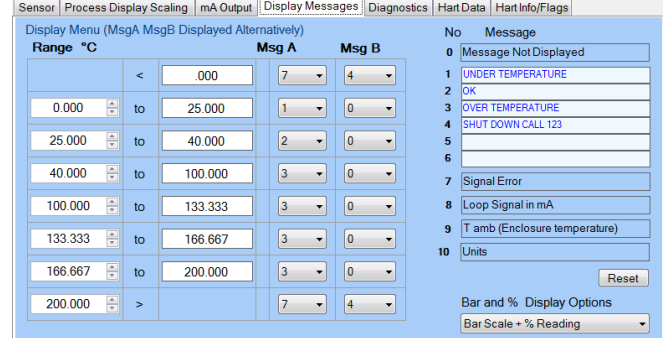 Sensor Process Display Scaling mA Output Display Messages Diagnostics Hart Data Hart Info/Flags
Display Menu (MsgA MsgB Displayed Alternatively)
Range °C Msg A Msg B
< .000 7 4
0.000 to 25.000 1 0
25.000 to 40.000 2 0
40.000 to 100.000 3 0
100.000 to 133.333 3 0
133.333 to 166.667 3 0
166.667 to 200.000 3 0
200.000 > 7 4
No Message
0 Message Not Displayed
1 UNDER TEMPERATURE
2 OK
3 OVER TEMPERATURE
4 SHUT DOWN CALL 123
5
6
7 Signal Error
8 Loop Signal in mA
9 T amb (Enclosure temperature)
10 Units
Reset
Bar and % Display Options
Bar Scale + % Reading